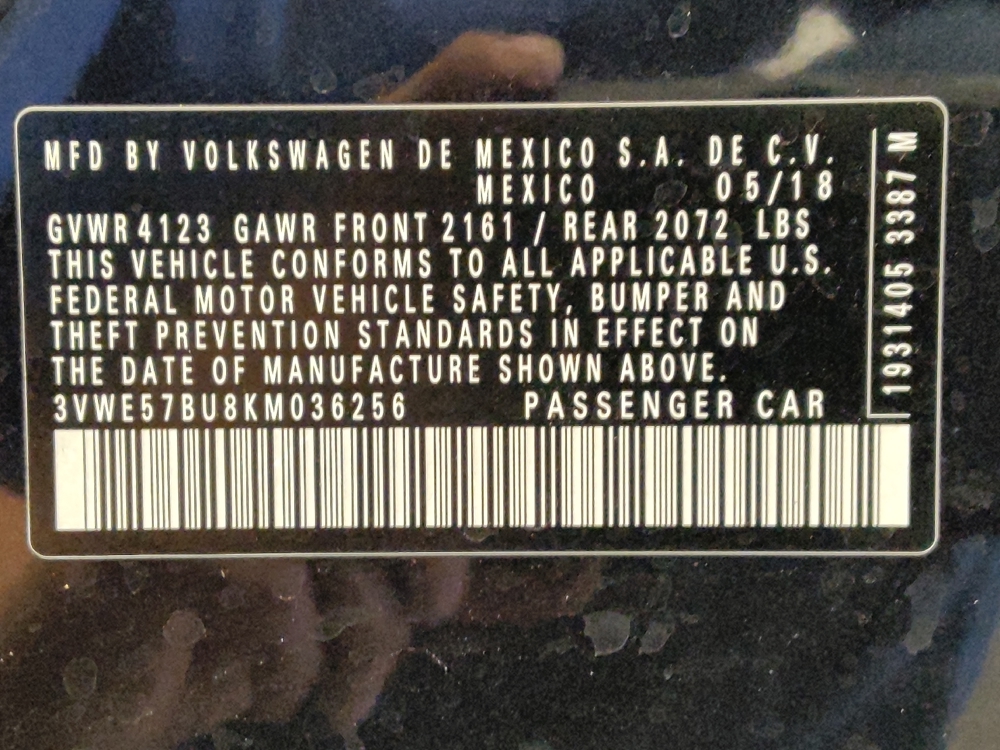 MFD BY VOLKSWAGEN DE MEXICO S.A. DE C.V.
MEXICO 05/18
GVWR 4123 GAWR FRONT 2161 / REAR 2072 LBS
THIS VEHICLE CONFORMS TO ALL APPLICABLE U.S.
FEDERAL MOTOR VEHICLE SAFETY, BUMPER AND
THEFT PREVENTION STANDARDS IN EFFECT ON
THE DATE OF MANUFACTURE SHOWN ABOVE.
3VWE57BU8KM036256 PASSENGER CAR
1931405 3387 M